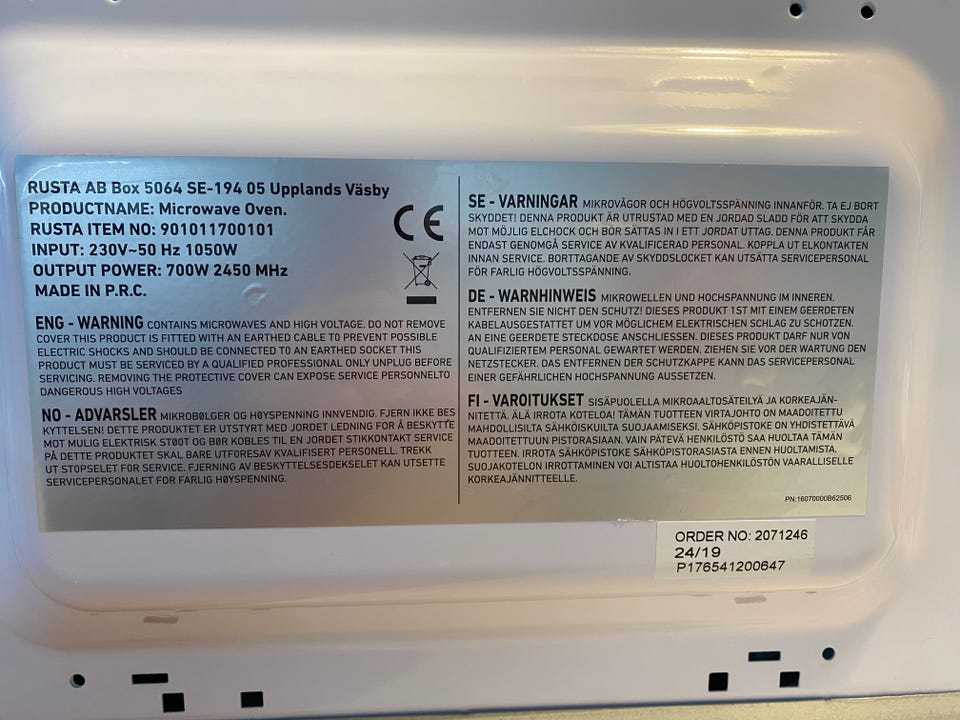 RUSTA AB Box 5064 SE-194 05 Upplands Väsby
PRODUCTNAME: Microwave Oven.
RUSTA ITEM NO: 901011700101
INPUT: 230V~50 Hz 1050W
OUTPUT POWER: 700W 2450 MHz
MADE IN P.R.C.
CE
ENG - WARNING CONTAINS MICROWAVES AND HIGH VOLTAGE. DO NOT REMOVE
COVER THIS PRODUCT IS FITTED WITH AN EARTHED CABLE TO PREVENT POSSIBLE
ELECTRIC SHOCKS AND SHOULD BE CONNECTED TO AN EARTHED SOCKET THIS
PRODUCT MUST BE SERVICED BY A QUALIFIED PROFESSIONAL ONLY UNPLUG BEFORE
SERVICING. REMOVING THE PROTECTIVE COVER CAN EXPOSE SERVICE PERSONNELTO
DANGEROUS HIGH VOLTAGES
NO - ADVARSLER MIKROBØLGER OG HØYSPENNING INNVENDIG. FJERN IKKE BES
KYTTELSEN! DETTE PRODUKTET ER UTSTYRT MED JORDET LEDNING FOR Å BESKYTTE
MOT MULIG ELEKTRISK STØOT OG BØR KOBLES TIL EN JORDET STIKKONTAKT SERVICE
PÅ DETTE PRODUKTET SKAL BARE UTFORESAV KVALIFISERT PERSONELL. TREKK
UT STOPSELET FOR SERVICE. FJERNING AV BESKYTTELSESDEKSELET KAN UTSETTE
SERVICEPERSONALET FOR FARLIG HØYSPENNING.
SE - VARNINGAR MIKROVÅGOR OCH HÖGVOLTSSPÄNNING INNANFÖR. TA EJ BORT
SKYDDET! DENNA PRODUKT ÄR UTRUSTAD MED EN JORDAD SLADD FÖR ATT SKYDDA
MOT MÖJLIG ELCHOCK OCH BÖR SÄTTAS IN I ETT JORDAT UTTAG. DENNA PRODUKT FÅR
ENDAST GENOMGÅ SERVICE AV KVALIFICERAD PERSONAL. KOPPLA UT ELKONTAKTEN
INNAN SERVICE. BORTTAGANDE AV SKYDDSLOCKET KAN UTSÄTTA SERVICEPERSONAL
FÖR FARLIG HÖGVOLTSSPÄNNING.
DE - WARNHINWEIS MIKROWELLEN UND HOCHSPANNUNG IM INNEREN.
ENTFERNEN SIE NICHT DEN SCHUTZ! DIESES PRODUKT 1ST MIT EINEM GEERDETEN
KABELAUSGESTATTET UM VOR MÖGLICHEM ELEKTRISCHEN SCHLAG ZU SCHOTZEN.
AN EINE GEERDETE STECKDOSE ANSCHLIESSEN. DIESES PRODUKT DARF NUR VON
QUALIFIZIERTEM PERSONAL GEWARTET WERDEN. ZIEHEN SIE VOR DER WARTUNG DEN
NETZSTECKER. DAS ENTFERNEN DER SCHUTZKAPPE KANN DAS SERVICEPERSONAL
EINER GEFÄHRLICHEN HOCHSPANNUNG AUSSETZEN.
FI - VAROITUKSET SISÄPUOLELLA MIKROAALTOSÄTEILYÄ JA KORKEAJÄN-
NITETTÄ. ÄLÄ IRROTA KOTELOA! TÄMÄN TUOTTEEN VIRTAJOHTO ON MAADOITETTU
MAHDOLLISILTA SÄHKÖISKUILTA SUOJAAMISEKSI. SÄHKÖPISTOKE ON YHDISTETTÄVÄ
MAADOITETTUUN PISTORASIAAN. VAIN PÄTEVÄ HENKILÖSTÖ SAA HUOLTAA TÄMÄN
TUOTTEEN. IRROTA SÄHKÖPISTOKE SÄHKÖPISTORASIASTA ENNEN HUOLTAMISTA.
SUOJAKOTELON IRROTTAMINEN VOI ALTISTAA HUOLTOHENKILÖSTÖN VAARALLISELLE
KORKEAJÄNNITTEELLE.
PN:16070000B62506
ORDER NO: 2071246
24/19
P176541200647